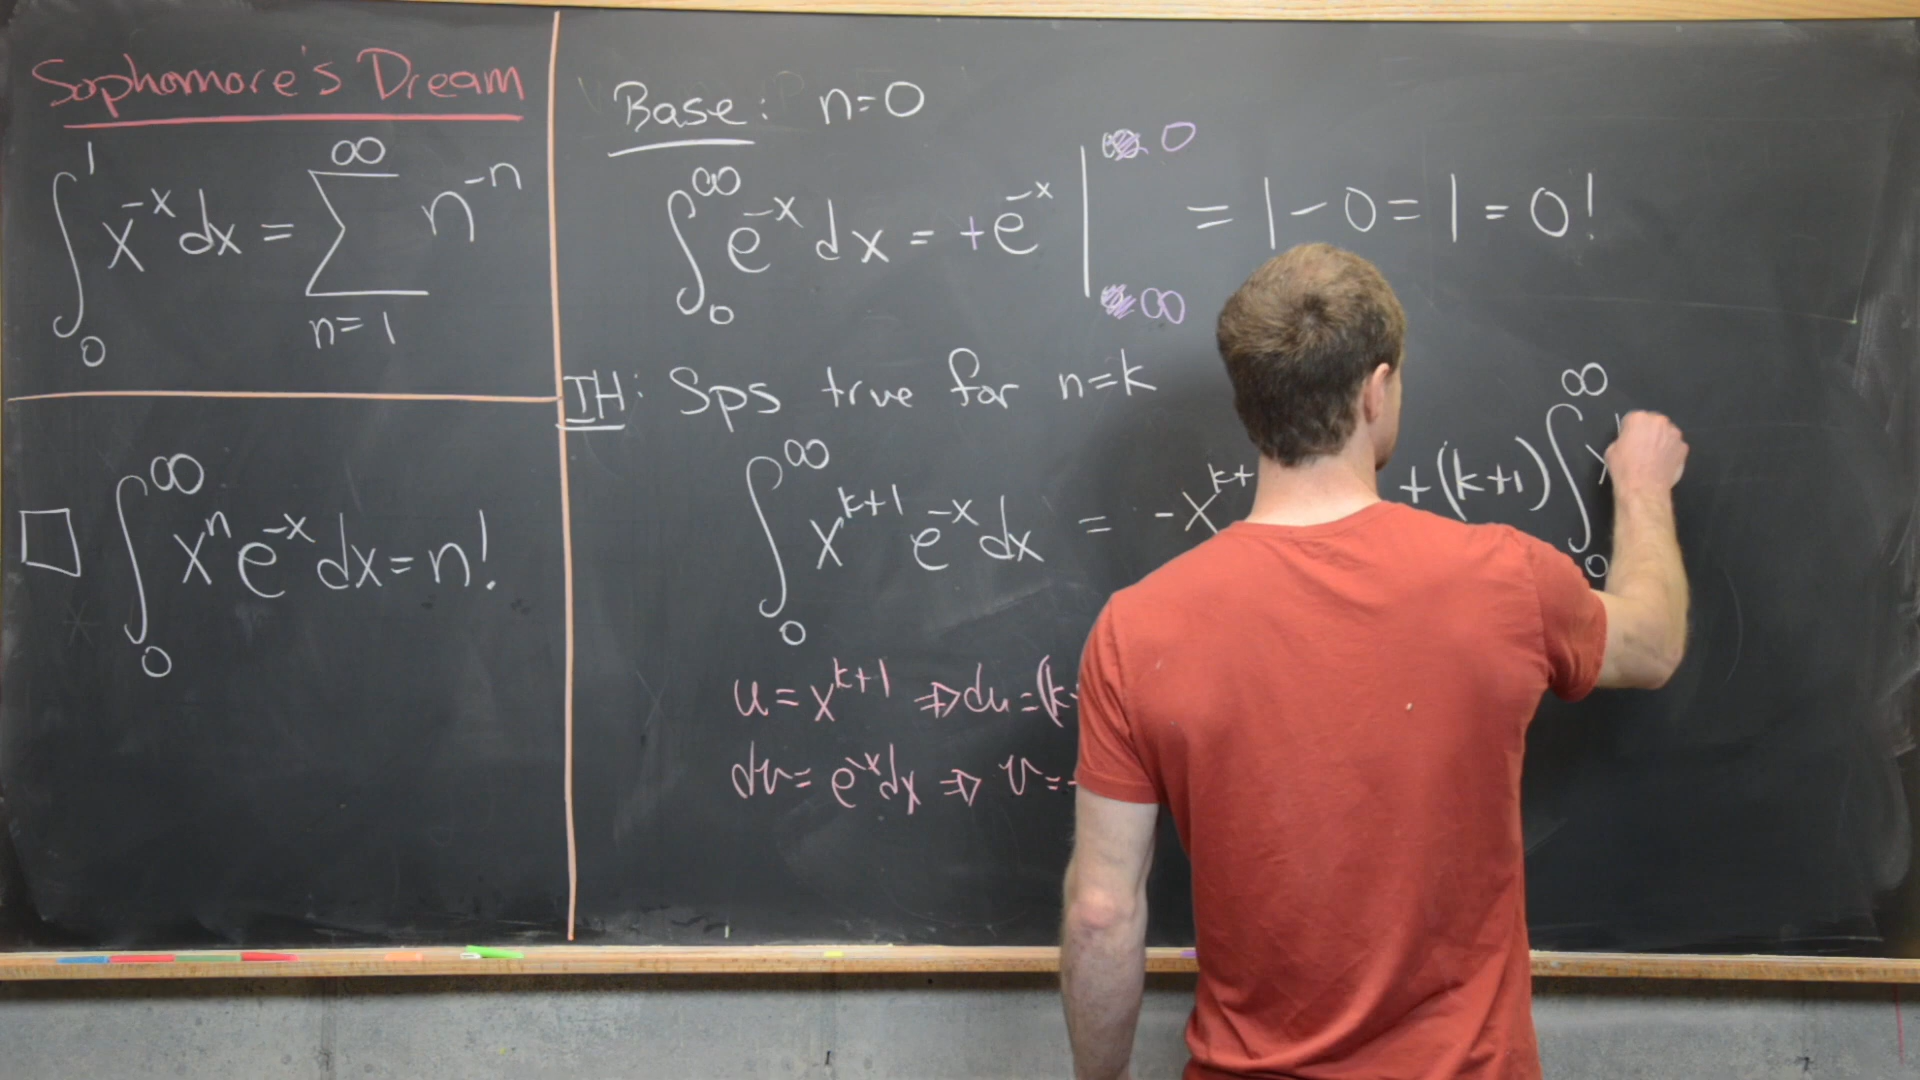 Sophomore's Dream
∫₀¹ x⁻ˣ dx = ∑_{n=1}^∞ n⁻ⁿ
□ ∫₀^∞ xⁿ e⁻ˣ dx = n!
Base: n=0
∫₀^∞ e⁻ˣ dx = +e⁻ˣ |_∞^0 = 1 - 0 = 1 = 0!
IH: Sps true for n=k
∫₀^∞ x^{k+1} e⁻ˣ dx = -x^{k+ +(k+1) ∫₀^∞ x
u = x^{k+1} ⇒ du = (k+
dv = e⁻ˣ dx ⇒ v = -